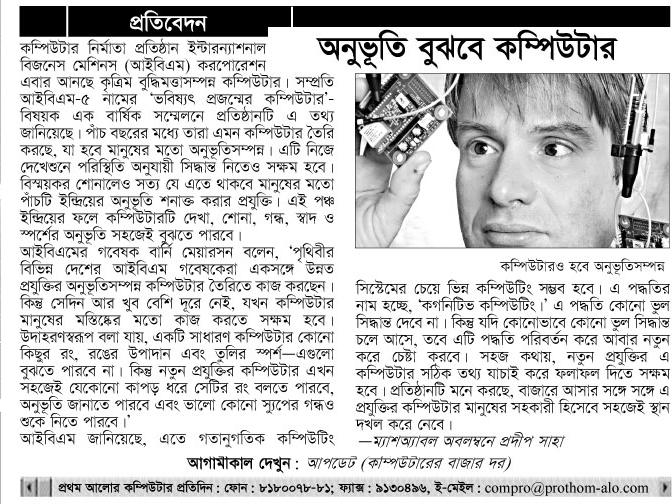 প্রতিবেদন
অনুভূতি বুঝবে কম্পিউটার
কম্পিউটার নির্মাতা প্রতিষ্ঠান ইন্টারন্যাশনাল
বিজনেস মেশিনস (আইবিএম) করপোরেশন
এবার আনছে কৃত্রিম বুদ্ধিমত্তাসম্পন্ন কম্পিউটার। সম্প্রতি
আইবিএম-৫ নামের ‘ভবিষ্যৎ প্রজন্মের কম্পিউটার’-
বিষয়ক এক বার্ষিক সম্মেলনে প্রতিষ্ঠানটি এ তথ্য
জানিয়েছে। পাঁচ বছরের মধ্যে তারা এমন কম্পিউটার তৈরি
করছে, যা হবে মানুষের মতো অনুভূতিসম্পন্ন। এটি নিজে
দেখেশুনে পরিস্থিতি অনুযায়ী সিদ্ধান্ত নিতেও সক্ষম হবে।
বিস্ময়কর শোনালেও সত্য যে এতে থাকবে মানুষের মতো
পাঁচটি ইন্দ্রিয়ের অনুভূতি শনাক্ত করার প্রযুক্তি। এই পঞ্চ
ইন্দ্রিয়ের ফলে কম্পিউটারটি দেখা, শোনা, গন্ধ, স্বাদ ও
স্পর্শের অনুভূতি সহজেই বুঝতে পারবে।
আইবিএমের গবেষক বার্নি মেয়ারসন বলেন, ‘পৃথিবীর
বিভিন্ন দেশের আইবিএম গবেষকেরা একসঙ্গে উন্নত
প্রযুক্তির অনুভূতিসম্পন্ন কম্পিউটার তৈরিতে কাজ করছেন।
কিন্তু সেদিন আর খুব বেশি দূরে নেই, যখন কম্পিউটার
মানুষের মস্তিষ্কের মতো কাজ করতে সক্ষম হবে।
উদাহরণস্বরূপ বলা যায়, একটি সাধারণ কম্পিউটার কোনো
কিছুর রং, রঙের উপাদান এবং তুলির স্পর্শ—এগুলো
বুঝতে পারবে না। কিন্তু নতুন প্রযুক্তির কম্পিউটার এখন
সহজেই যেকোনো কাপড় ধরে সেটির রং বলতে পারবে,
অনুভূতি জানাতে পারবে এবং ভালো কোনো স্যুপের গন্ধও
শুকে নিতে পারবে।’
আইবিএম জানিয়েছে, এতে গতানুগতিক কম্পিউটিং
কম্পিউটারও হবে অনুভূতিসম্পন্ন
সিস্টেমের চেয়ে ভিন্ন কম্পিউটিং সম্ভব হবে। এ পদ্ধতির
নাম হচ্ছে, ‘কগনিটিভ কম্পিউটিং।’ এ পদ্ধতি কোনো ভুল
সিদ্ধান্ত দেবে না। কিন্তু যদি কোনোভাবে কোনো ভুল সিদ্ধান্ত
চলে আসে, তবে এটি পদ্ধতি পরিবর্তন করে আবার নতুন
করে চেষ্টা করবে। সহজ কথায়, নতুন প্রযুক্তির এ
কম্পিউটার সঠিক তথ্য যাচাই করে ফলাফল দিতে সক্ষম
হবে। প্রতিষ্ঠানটি মনে করছে, বাজারে আসার সঙ্গে সঙ্গে এ
প্রযুক্তির কম্পিউটার মানুষের সহকারী হিসেবে সহজেই স্থান
দখল করে নেবে।
—ম্যাশঅ্যাবল অবলম্বনে প্রদীপ সাহা
আগামীকাল দেখুন : আপডেট (কম্পিউটারের বাজার দর)
প্রথম আলোর কম্পিউটার প্রতিদিন : ফোন : ৮১৮০০৭৮-৮১; ফ্যাক্স : ৯১৩০৪৯৬, ই-মেইল : compro@prothom-alo.com